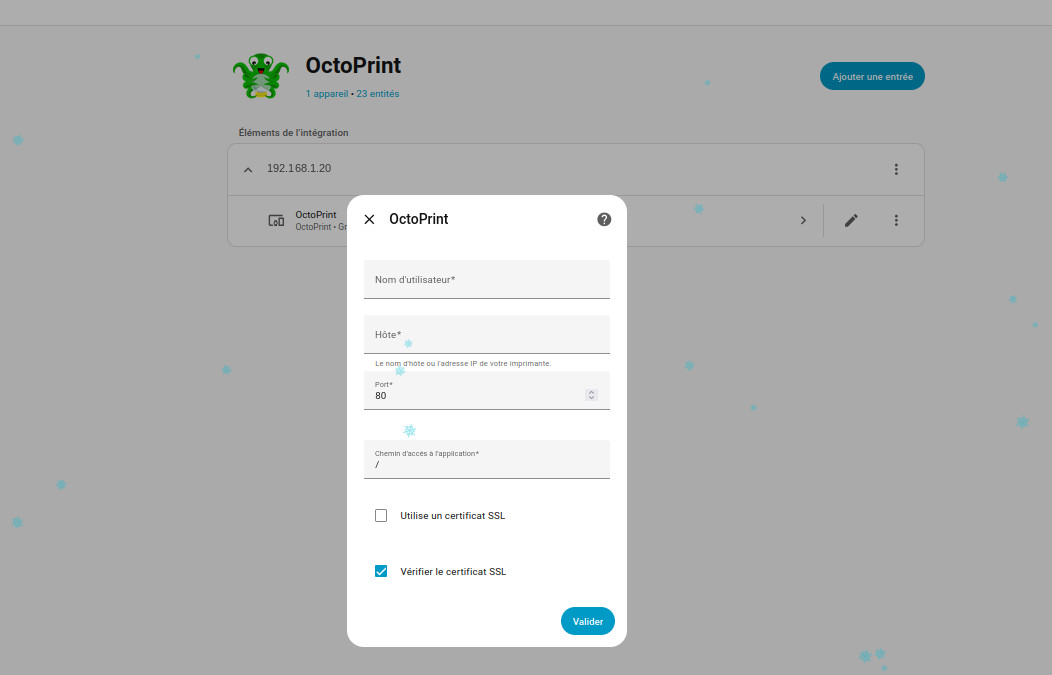 OctoPrint
1 appareil • 23 entités
Ajouter une entrée
Éléments de l'intégration
192.168.1.20
OctoPrint
OctoPrint • Gr
OctoPrint
Nom d'utilisateur*
Hôte*
Le nom d'hôte ou l'adresse IP de votre imprimante.
Port*
80
Chemin d'accès à l'application*
/
Utilise un certificat SSL
Vérifier le certificat SSL
Valider